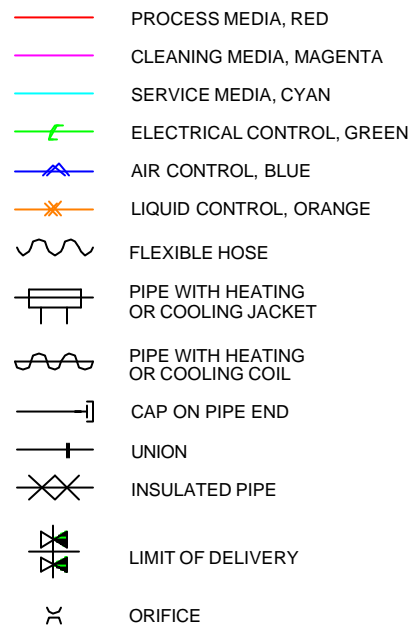 PROCESS MEDIA, RED
CLEANING MEDIA, MAGENTA
SERVICE MEDIA, CYAN
ELECTRICAL CONTROL, GREEN
AIR CONTROL, BLUE
LIQUID CONTROL, ORANGE
FLEXIBLE HOSE
PIPE WITH HEATING
OR COOLING JACKET
PIPE WITH HEATING
OR COOLING COIL
CAP ON PIPE END
UNION
INSULATED PIPE
LIMIT OF DELIVERY
ORIFICE